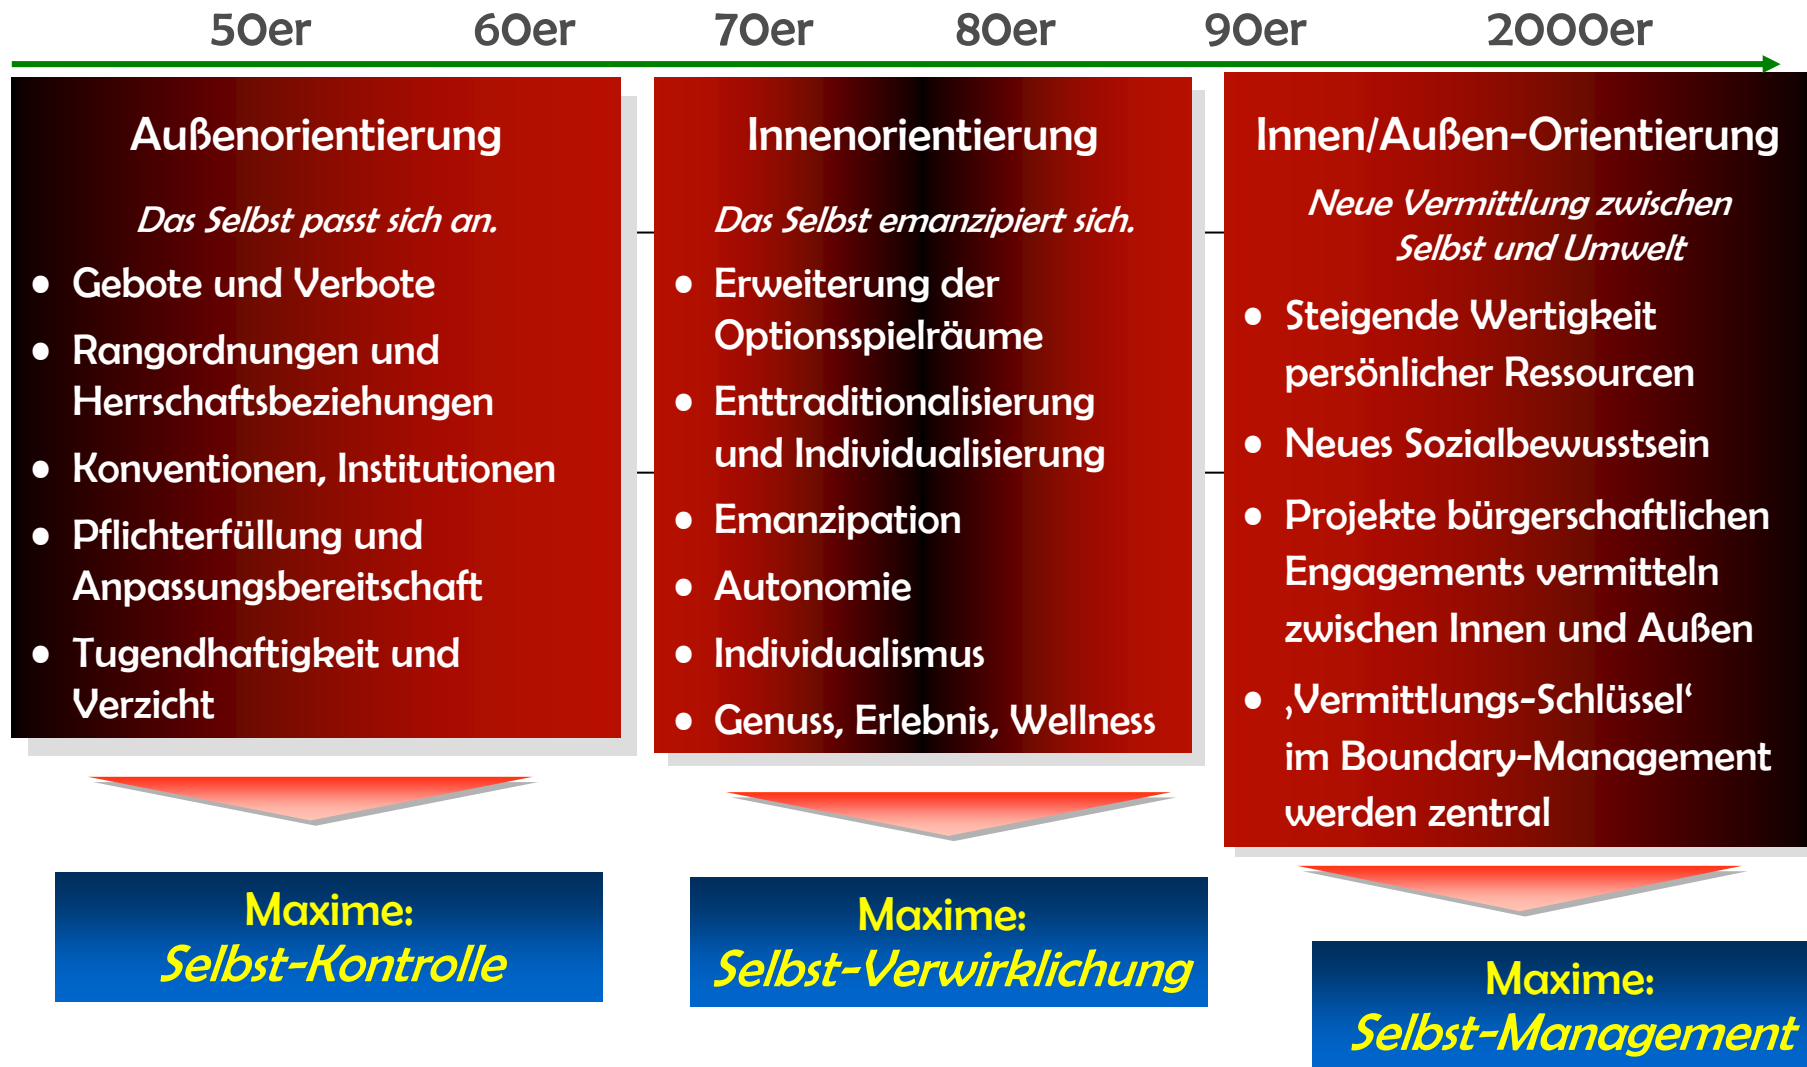 50er 60er 70er 80er 90er 2000er
Außenorientierung
Das Selbst passt sich an.
• Gebote und Verbote
• Rangordnungen und
Herrschaftsbeziehungen
• Konventionen, Institutionen
• Pflichterfüllung und
Anpassungsbereitschaft
• Tugendhaftigkeit und
Verzicht
Maxime:
Selbst-Kontrolle
Innenorientierung
Das Selbst emanzipiert sich.
• Erweiterung der
Optionsspielräume
• Enttraditionalisierung
und Individualisierung
• Emanzipation
• Autonomie
• Individualismus
• Genuss, Erlebnis, Wellness
Maxime:
Selbst-Verwirklichung
Innen/Außen-Orientierung
Neue Vermittlung zwischen
Selbst und Umwelt
• Steigende Wertigkeit
persönlicher Ressourcen
• Neues Sozialbewusstsein
• Projekte bürgerschaftlichen
Engagements vermitteln
zwischen Innen und Außen
• ‚Vermittlungs-Schlüssel‘
im Boundary-Management
werden zentral
Maxime:
Selbst-Management